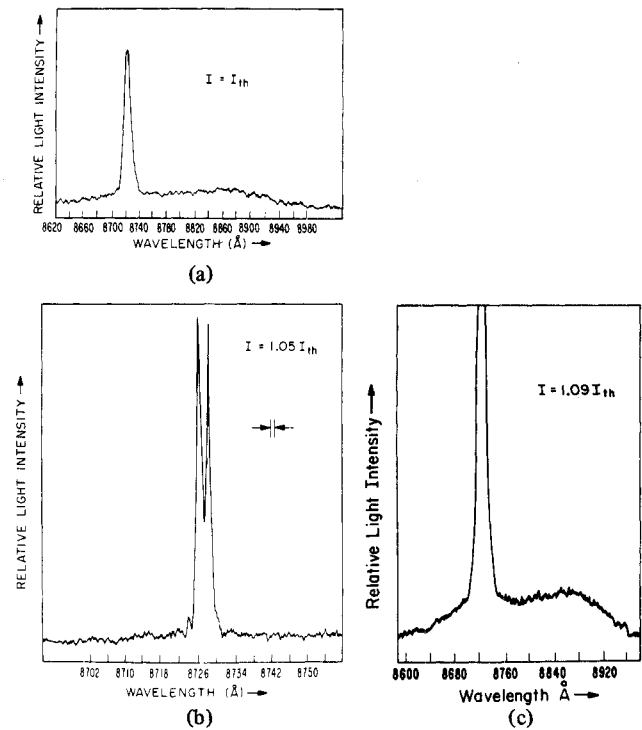 RELATIVE LIGHT INTENSITY
I = Ith
8620 8660 8700 8740 8780 8820 8860 8900 8940 8980
WAVELENGTH (Å)
(a)
RELATIVE LIGHT INTENSITY
I = 1.05 Ith
8702 8710 8718 8726 8734 8742 8750
WAVELENGTH (Å)
(b)
Relative Light Intensity
I = 1.09 Ith
8600 8680 8760 8840 8920
Wavelength Å
(c)